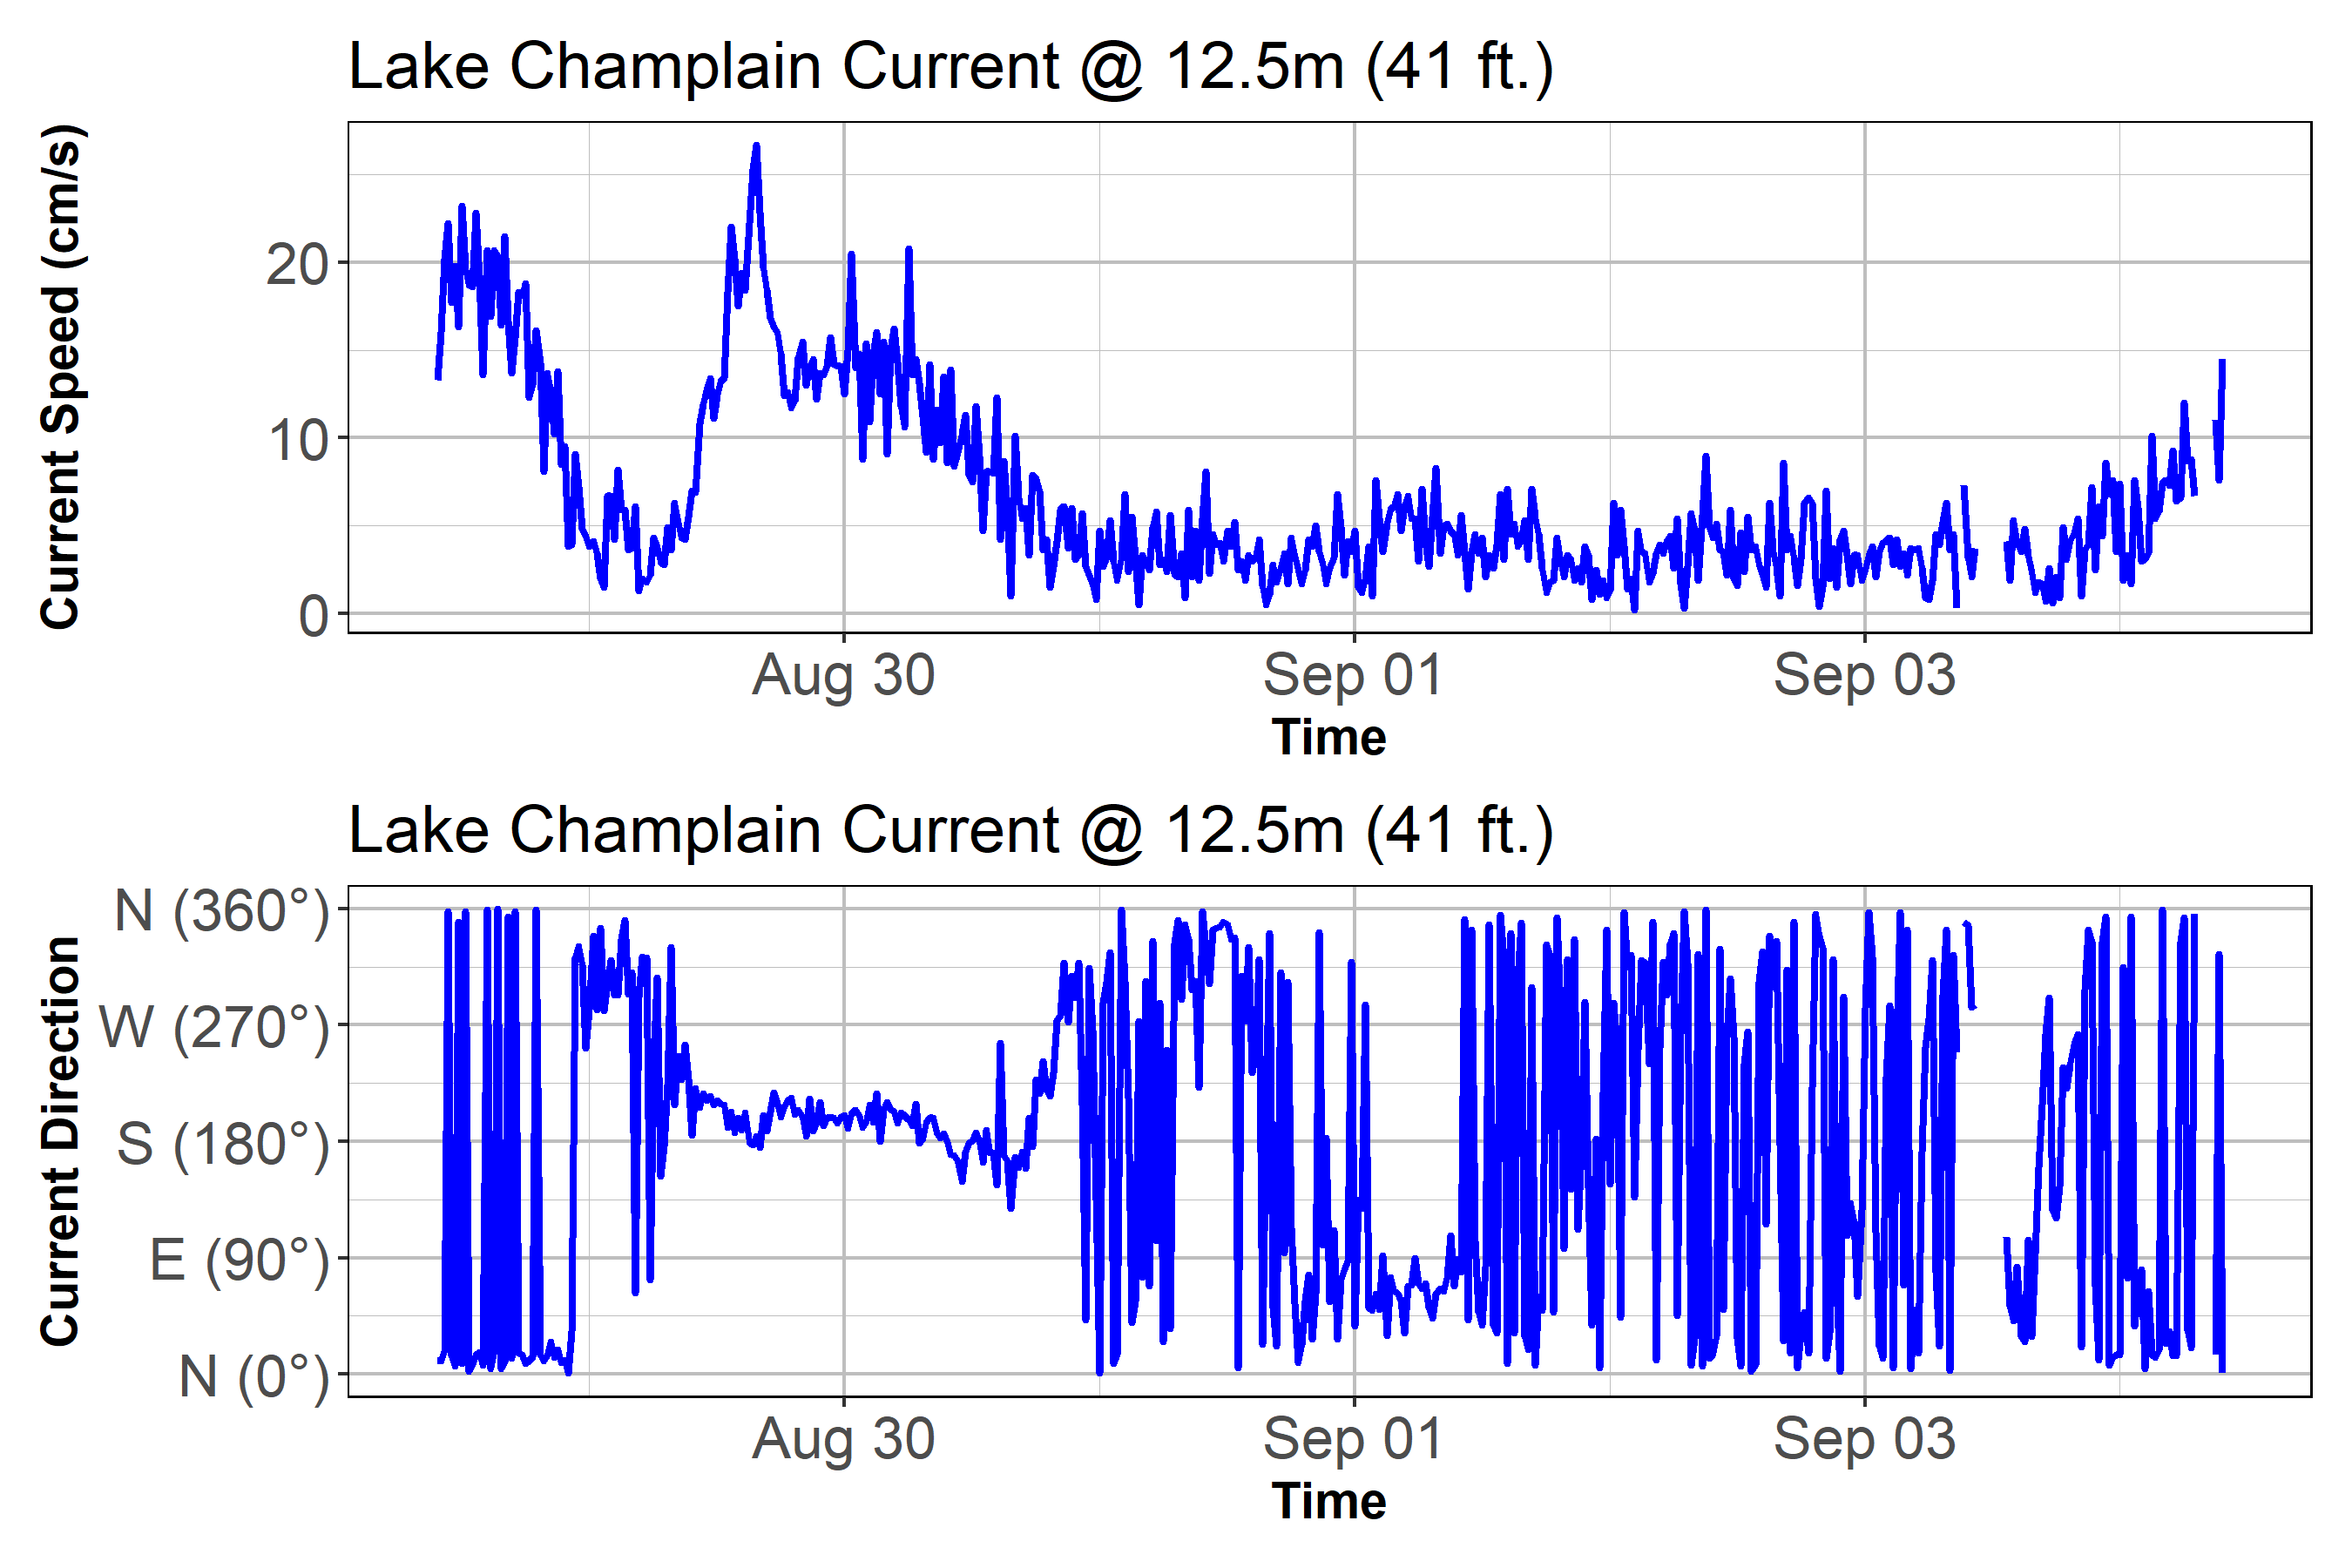 Lake Champlain Current @ 12.5m (41 ft.)
Current Speed (cm/s)
20
10
0
Aug 30
Sep 01
Sep 03
Time
Lake Champlain Current @ 12.5m (41 ft.)
Current Direction
N (360°)
W (270°)
S (180°)
E (90°)
N (0°)
Aug 30
Sep 01
Sep 03
Time